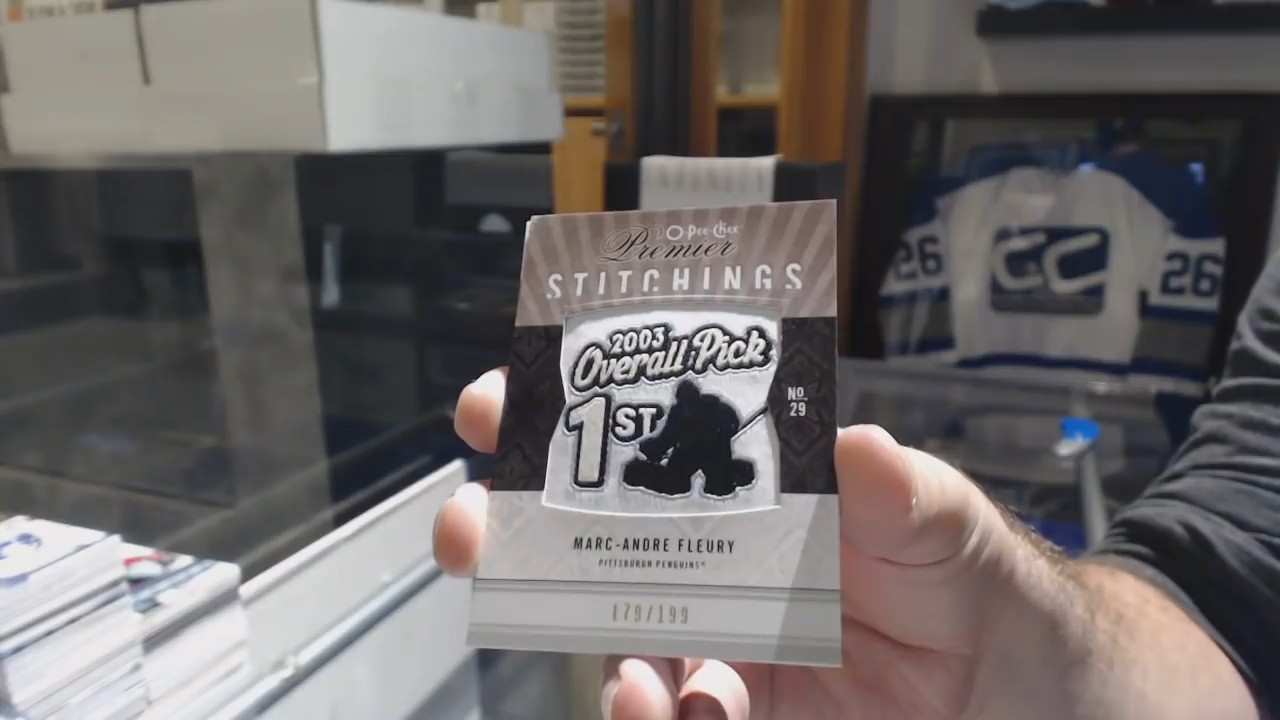 O-Pee-Chee
Premier
STITCHINGS
2003
Overall Pick
1ST
No.
29
MARC-ANDRE FLEURY
PITTSBURGH PENGUINS
179/199
26
CC
26